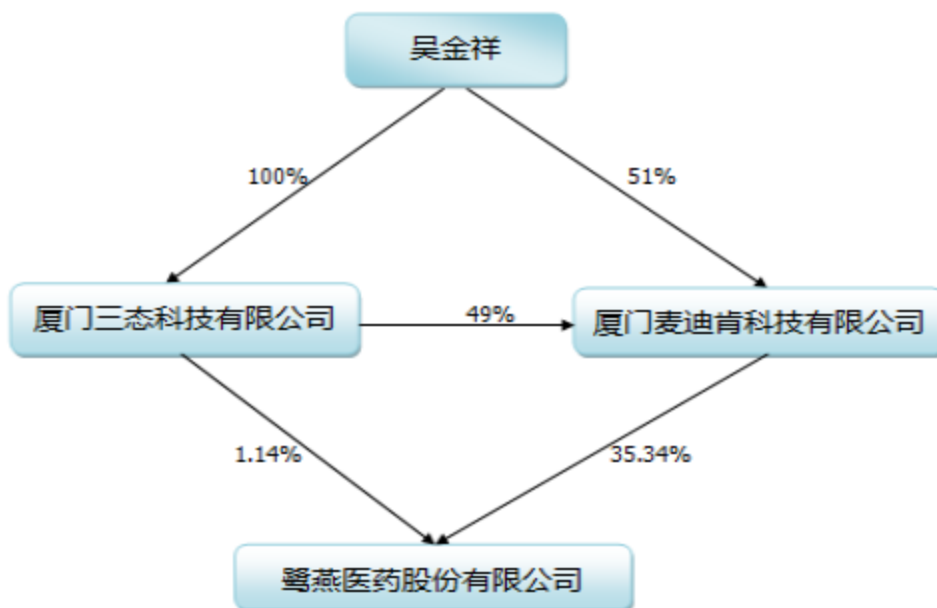 吴金祥
100%
51%
厦门三态科技有限公司
49%
厦门麦迪肯科技有限公司
1.14%
35.34%
鹭燕医药股份有限公司